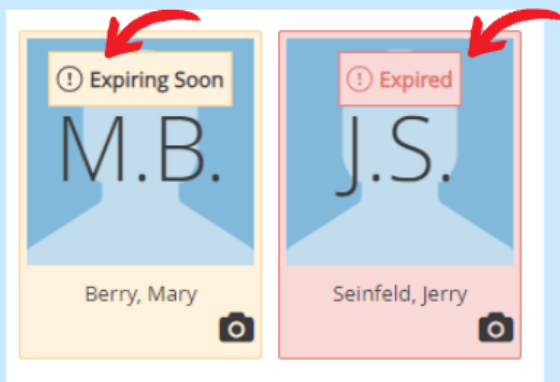 Expiring Soon
M.B.
Berry, Mary
Expired
J.S.
Seinfeld, Jerry